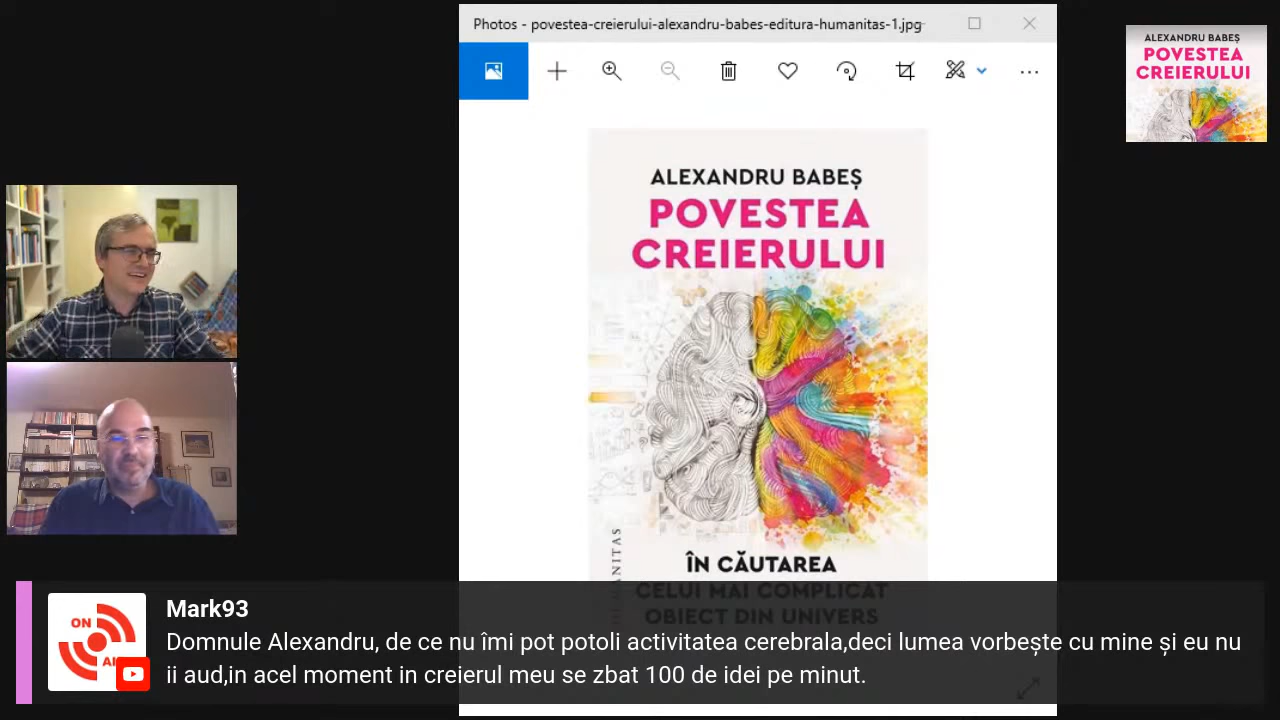 Photos - povestea-creierului-alexandru-babes-editura-humanitas-1.jpg
ALEXANDRU BABEȘ
POVESTEA
CREIERULUI
ALEXANDRU BABEȘ
POVESTEA
CREIERULUI
ÎN CĂUTAREA
CELUI MAI COMPLICAT
OBIECT DIN UNIVERS
ON
Mark93
Domnule Alexandru, de ce nu îmi pot potoli activitatea cerebrala,deci lumea vorbește cu mine și eu nu
ii aud,in acel moment in creierul meu se zbat 100 de idei pe minut.